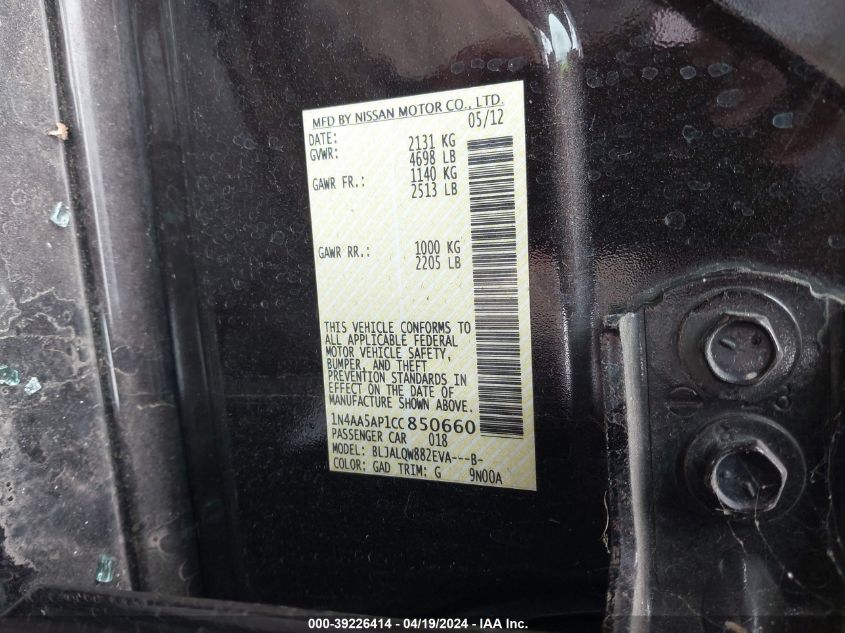 MFD BY NISSAN MOTOR CO., LTD.
DATE: 05/12
GVWR: 2131 KG
4698 LB
GAWR FR.: 1140 KG
2513 LB
GAWR RR.: 1000 KG
2205 LB
THIS VEHICLE CONFORMS TO
ALL APPLICABLE FEDERAL
MOTOR VEHICLE SAFETY,
BUMPER, AND THEFT
PREVENTION STANDARDS IN
EFFECT ON THE DATE OF
MANUFACTURE SHOWN ABOVE.
1N4AA5AP1CC850660
PASSENGER CAR 018
MODEL: BLJALQW882EVA---B-
COLOR: GAD TRIM: G 9N00A
000-39226414 - 04/19/2024 - IAA Inc.